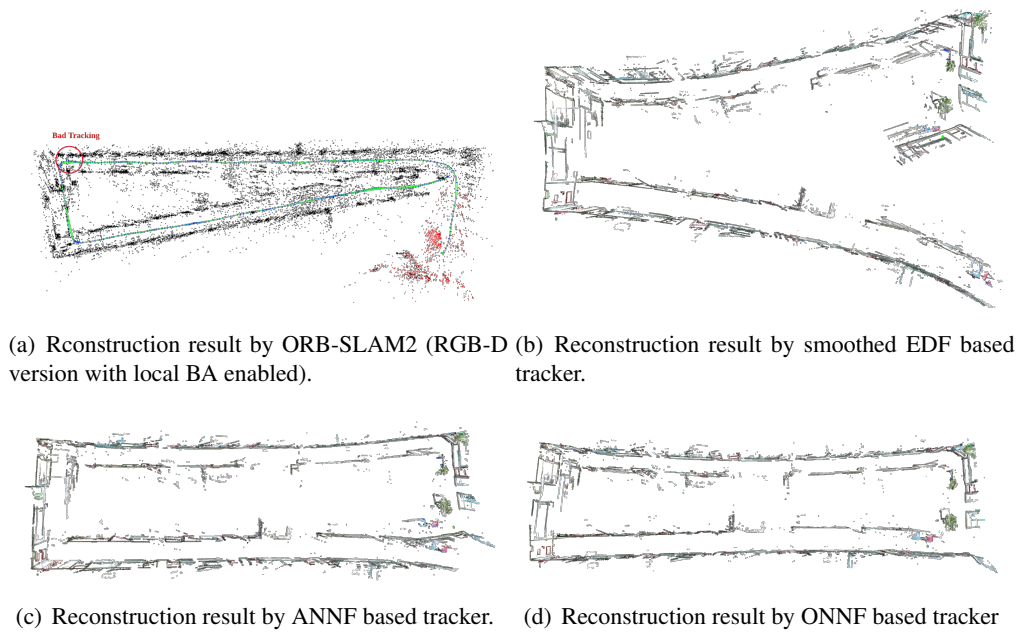 Bad Tracking
(a) Rconstruction result by ORB-SLAM2 (RGB-D
version with local BA enabled).
(b) Reconstruction result by smoothed EDF based
tracker.
(c) Reconstruction result by ANNF based tracker.
(d) Reconstruction result by ONNF based tracker